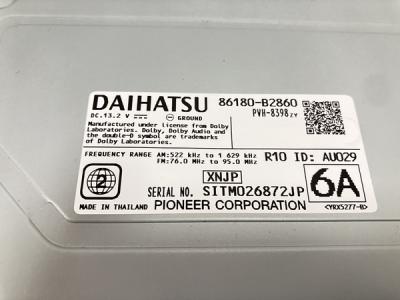 DAIHATSU 86180-B2860
DC.13.2 V GROUND PVH-8398ZY
Manufactured under license from Dolby
Laboratories. Dolby, Dolby Audio and
the double-D symbol are trademarks
of Dolby Laboratories.
FREQUENCY RANGE AM:522 kHz to 1 629 kHz R10 ID: AU029
FM:76.0 MHz to 95.0 MHz
2 XNJP 6A
SERIAL NO. SITM026872JP
MADE IN THAILAND PIONEER CORPORATION <YRX5277-B>